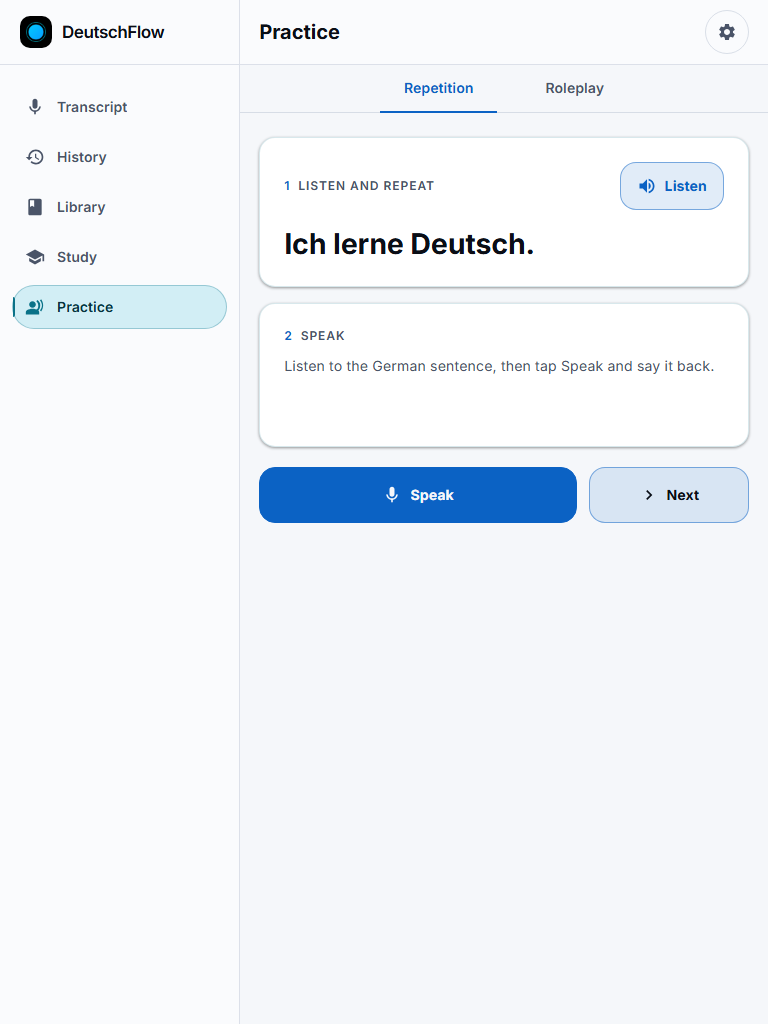 DeutschFlow
Practice
Transcript
History
Library
Study
Practice
Repetition
Roleplay
1 LISTEN AND REPEAT
Listen
Ich lerne Deutsch.
2 SPEAK
Listen to the German sentence, then tap Speak and say it back.
Speak
Next